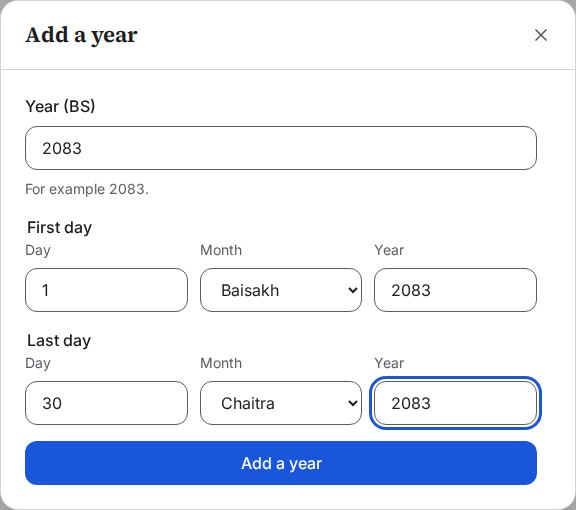 Add a year
Year (BS)
2083
For example 2083.
First day
Day Month Year
1 Baisakh 2083
Last day
Day Month Year
30 Chaitra 2083
Add a year